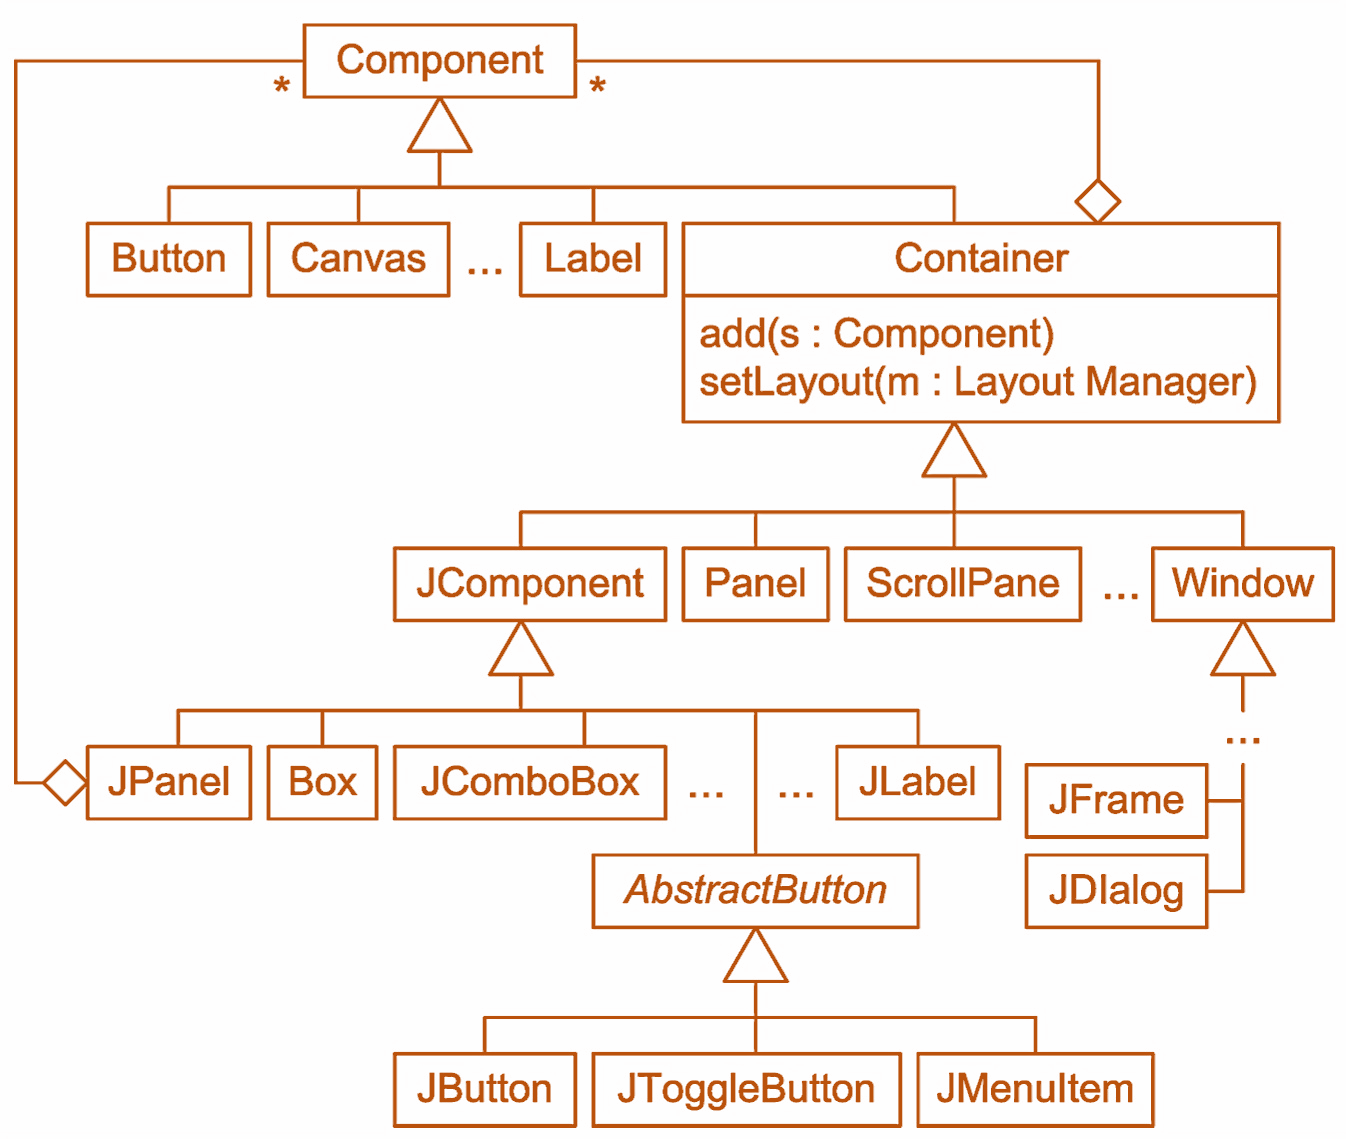 Component
* *
Button Canvas ... Label Container
add(s : Component)
setLayout(m : Layout Manager)
JComponent Panel ScrollPane ... Window
...
JPanel Box JComboBox ... ... JLabel
JFrame
AbstractButton JDIalog
JButton JToggleButton JMenuItem